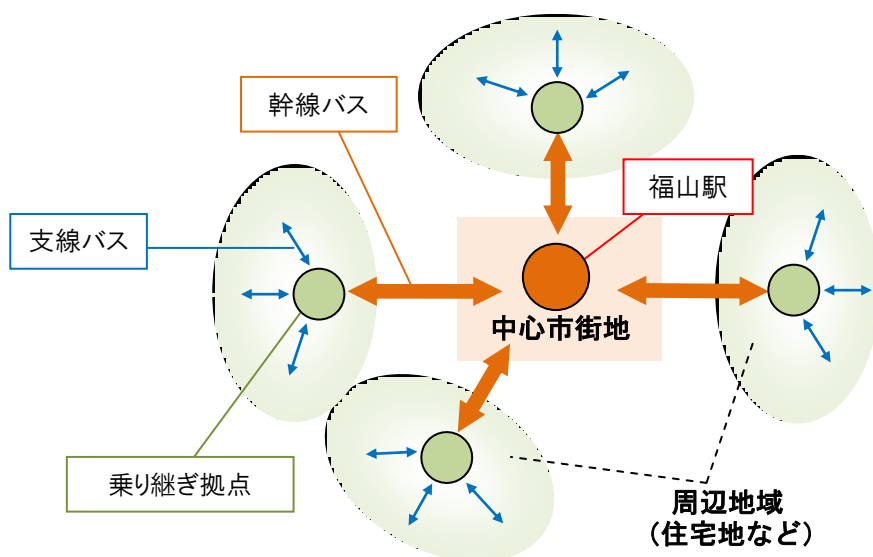 幹線バス
福山駅
支線バス
中心市街地
乗り継ぎ拠点
周辺地域
（住宅地など）